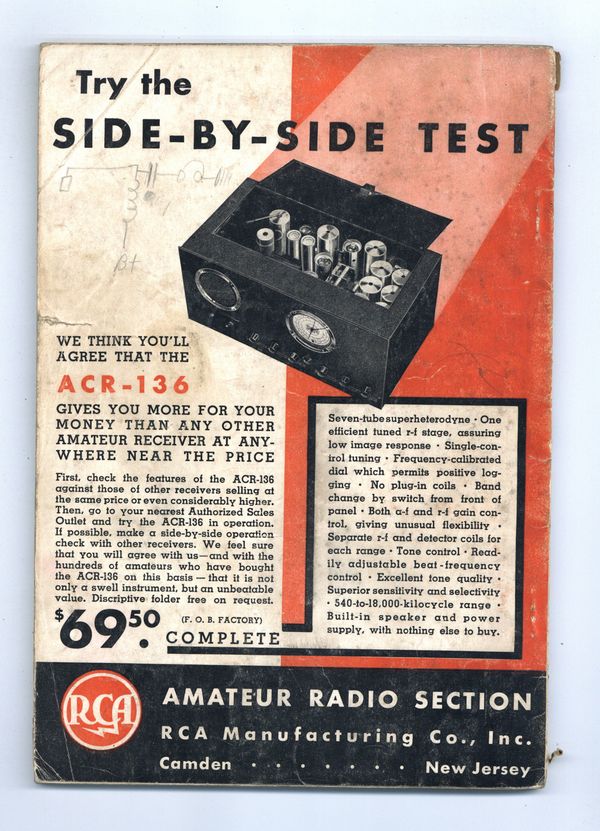 Try the
SIDE-BY-SIDE TEST
B+
WE THINK YOU'LL
AGREE THAT THE
ACR-136
GIVES YOU MORE FOR YOUR
MONEY THAN ANY OTHER
AMATEUR RECEIVER AT ANY-
WHERE NEAR THE PRICE
First, check the features of the ACR-136
against those of other receivers selling at
the same price or even considerably higher.
Then, go to your nearest Authorized Sales
Outlet and try the ACR-136 in operation.
If possible, make a side-by-side operation
check with other receivers. We feel sure
that you will agree with us—and with the
hundreds of amateurs who have bought
the ACR-136 on this basis—that it is not
only a swell instrument, but an unbeatable
value. Discriptive folder free on request.
$69.50 (F. O. B. FACTORY)
COMPLETE
Seven-tube superheterodyne · One
efficient tuned r-f stage, assuring
low image response · Single-con-
trol tuning · Frequency-calibrated
dial which permits positive log-
ging · No plug-in coils · Band
change by switch from front of
panel · Both a-f and r-f gain con-
trol, giving unusual flexibility ·
Separate r-f and detector coils for
each range · Tone control · Read-
ily adjustable beat-frequency
control · Excellent tone quality ·
Superior sensitivity and selectivity
· 540-to-18,000-kilocycle range ·
Built-in speaker and power
supply, with nothing else to buy.
RCA
AMATEUR RADIO SECTION
RCA Manufacturing Co., Inc.
Camden . . . . . . . New Jersey